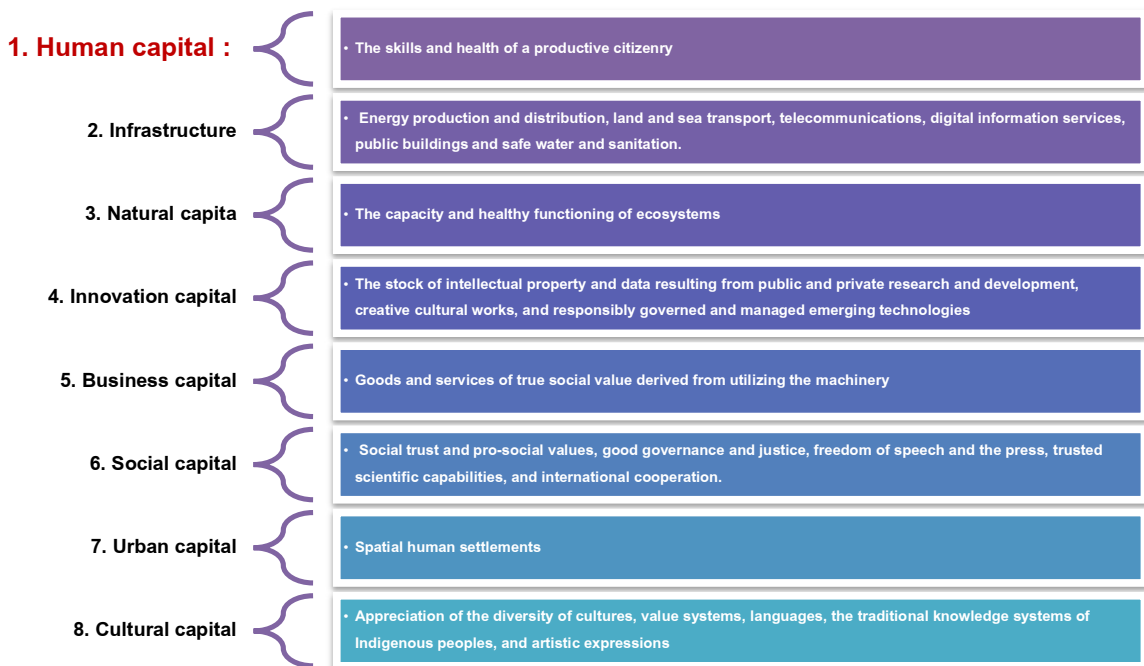 1. Human capital :
• The skills and health of a productive citizenry
2. Infrastructure
• Energy production and distribution, land and sea transport, telecommunications, digital information services,
public buildings and safe water and sanitation.
3. Natural capita
• The capacity and healthy functioning of ecosystems
4. Innovation capital
• The stock of intellectual property and data resulting from public and private research and development,
creative cultural works, and responsibly governed and managed emerging technologies
5. Business capital
• Goods and services of true social value derived from utilizing the machinery
6. Social capital
• Social trust and pro-social values, good governance and justice, freedom of speech and the press, trusted
scientific capabilities, and international cooperation.
7. Urban capital
• Spatial human settlements
8. Cultural capital
• Appreciation of the diversity of cultures, value systems, languages, the traditional knowledge systems of
Indigenous peoples, and artistic expressions